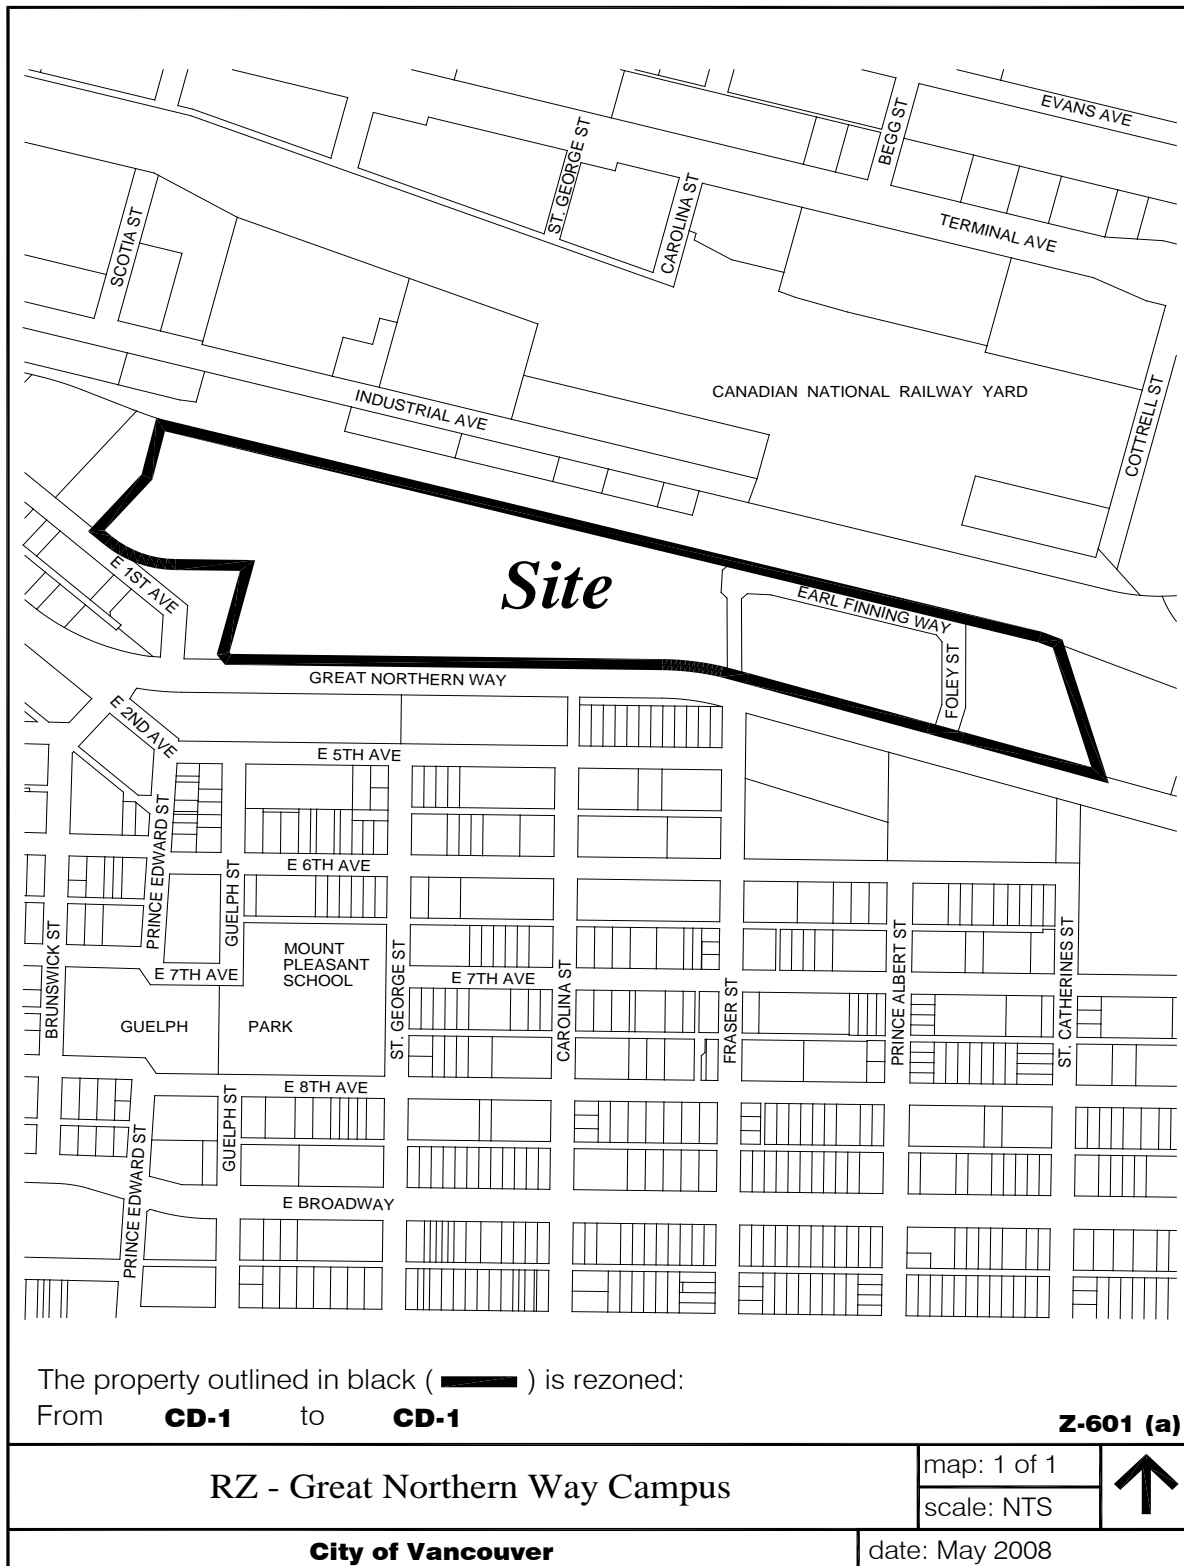 EVANS AVE
BEGG ST
ST. GEORGE ST
CAROLINA ST
TERMINAL AVE
SCOTIA ST
CANADIAN NATIONAL RAILWAY YARD
COTTRELL ST
INDUSTRIAL AVE
Site
E 1ST AVE
EARL FINNING WAY
FOLEY ST
GREAT NORTHERN WAY
E 2ND AVE
E 5TH AVE
PRINCE EDWARD ST
E 6TH AVE
GUELPH ST
BRUNSWICK ST
MOUNT
PLEASANT
SCHOOL
E 7TH AVE
E 7TH AVE
ST. GEORGE ST
CAROLINA ST
FRASER ST
PRINCE ALBERT ST
ST. CATHERINES ST
GUELPH PARK
E 8TH AVE
GUELPH ST
PRINCE EDWARD ST
E BROADWAY
The property outlined in black ( ) is rezoned:
From CD-1 to CD-1
Z-601 (a)
RZ - Great Northern Way Campus
map: 1 of 1
scale: NTS
City of Vancouver
date: May 2008